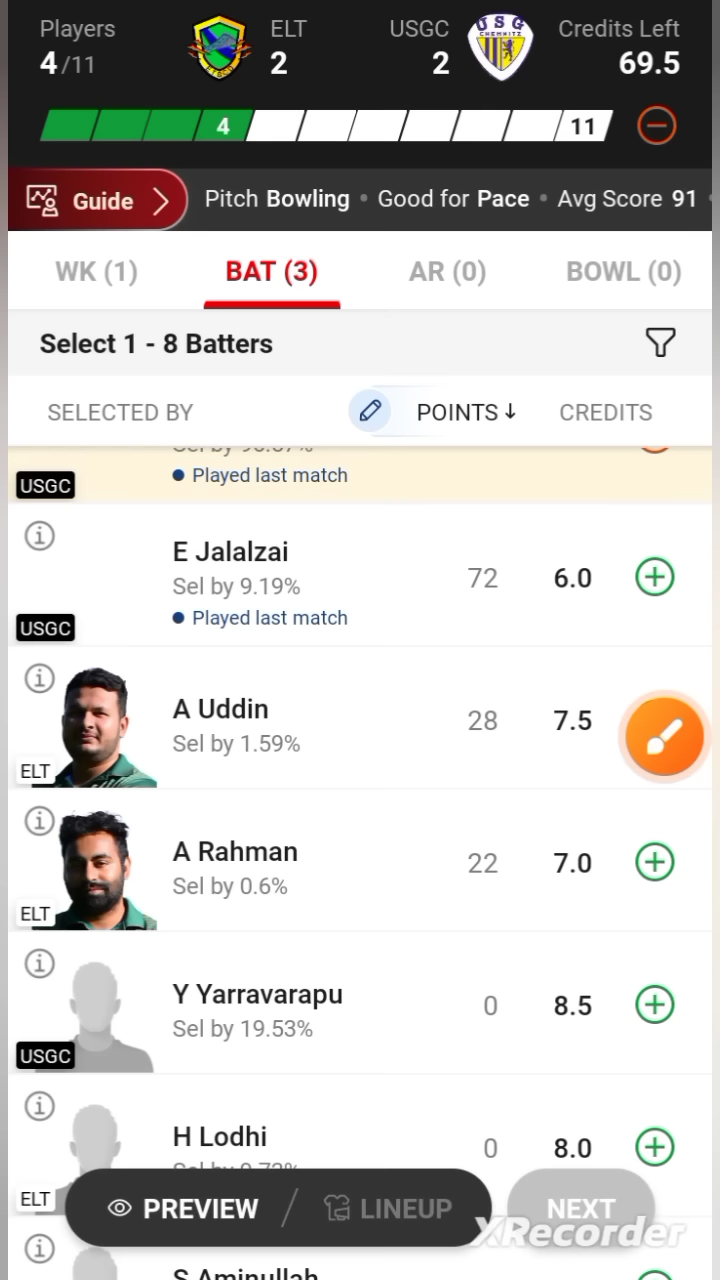 Players ELT USGC Credits Left
4/11 2 2 69.5
4 11
Guide Pitch Bowling • Good for Pace • Avg Score 91
WK (1) BAT (3) AR (0) BOWL (0)
Select 1 - 8 Batters
SELECTED BY POINTS↓ CREDITS
Played last match
USGC
E Jalalzai
Sel by 9.19% 72 6.0
Played last match
USGC
A Uddin
Sel by 1.59% 28 7.5
ELT
A Rahman
Sel by 0.6% 22 7.0
ELT
Y Yarravarapu
Sel by 19.53% 0 8.5
USGC
H Lodhi 0 8.0
ELT
PREVIEW / LINEUP NEXT
XRecorder
S Aminullah